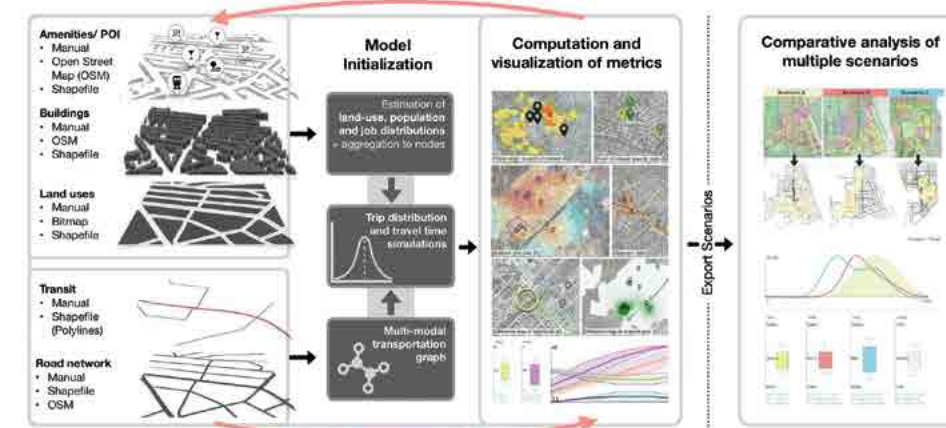 Amenities/ POI
• Manual
• Open Street
Map (OSM)
• Shapefile
Buildings
• Manual
• OSM
• Shapefile
Land uses
• Manual
• Bitmap
• Shapefile
Transit
• Manual
• Shapefile
(Polylines)
Road network
• Manual
• Shapefile
• OSM
Model
Initialization
Estimation of
land-use, population
and job distributions
+ aggregation to nodes
Trip distribution
and travel time
simulations
Multi-modal
transportation
graph
Computation and
visualization of metrics
Export Scenarios
Comparative analysis of
multiple scenarios